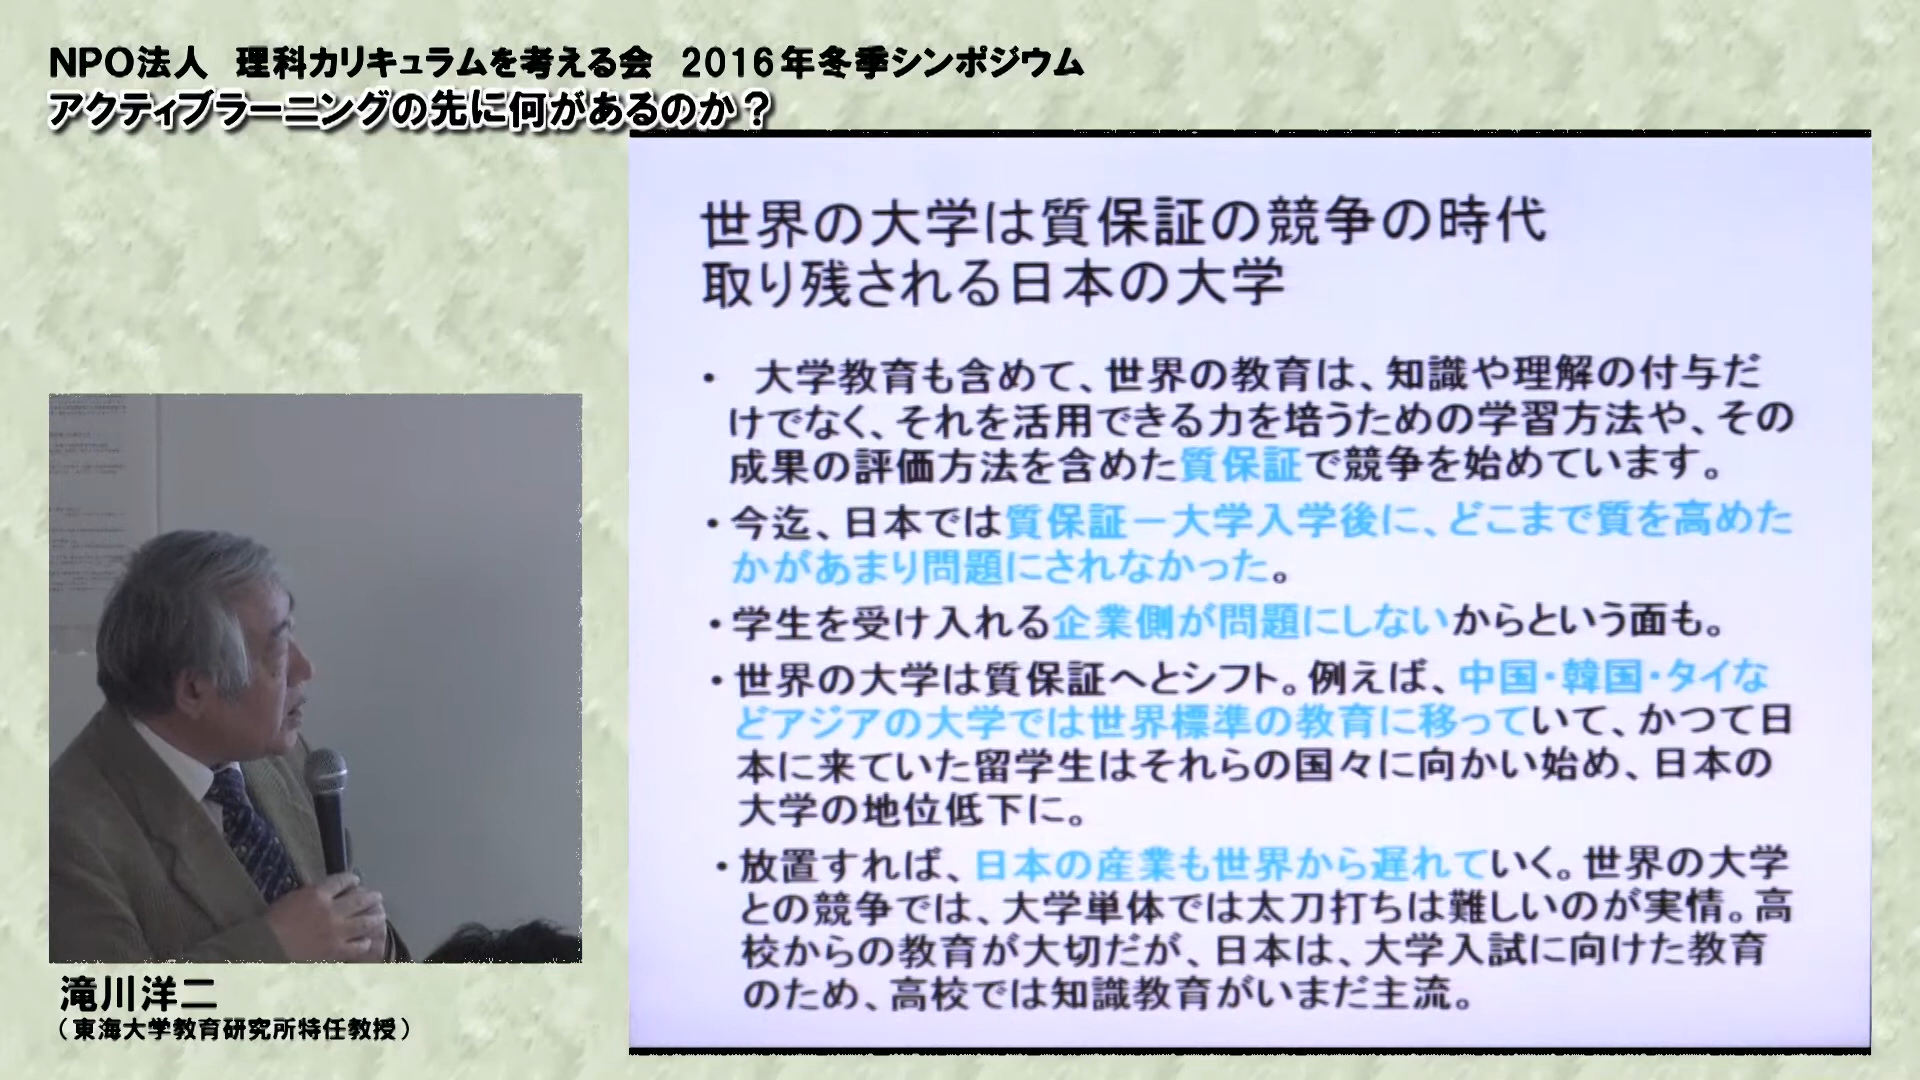 NPO法人　理科カリキュラムを考える会　2016年冬季シンポジウム
アクティブラーニングの先に何があるのか？
世界の大学は質保証の競争の時代
取り残される日本の大学
・　大学教育も含めて、世界の教育は、知識や理解の付与だ
けでなく、それを活用できる力を培うための学習方法や、その
成果の評価方法を含めた質保証で競争を始めています。
・今迄、日本では質保証－大学入学後に、どこまで質を高めた
かがあまり問題にされなかった。
・学生を受け入れる企業側が問題にしないからという面も。
・世界の大学は質保証へとシフト。例えば、中国・韓国・タイな
どアジアの大学では世界標準の教育に移っていて、かつて日
本に来ていた留学生はそれらの国々に向かい始め、日本の
大学の地位低下に。
・放置すれば、日本の産業も世界から遅れていく。世界の大学
との競争では、大学単体では太刀打ちは難しいのが実情。高
校からの教育が大切だが、日本は、大学入試に向けた教育
のため、高校では知識教育がいまだ主流。
滝川洋二
（東海大学教育研究所特任教授）